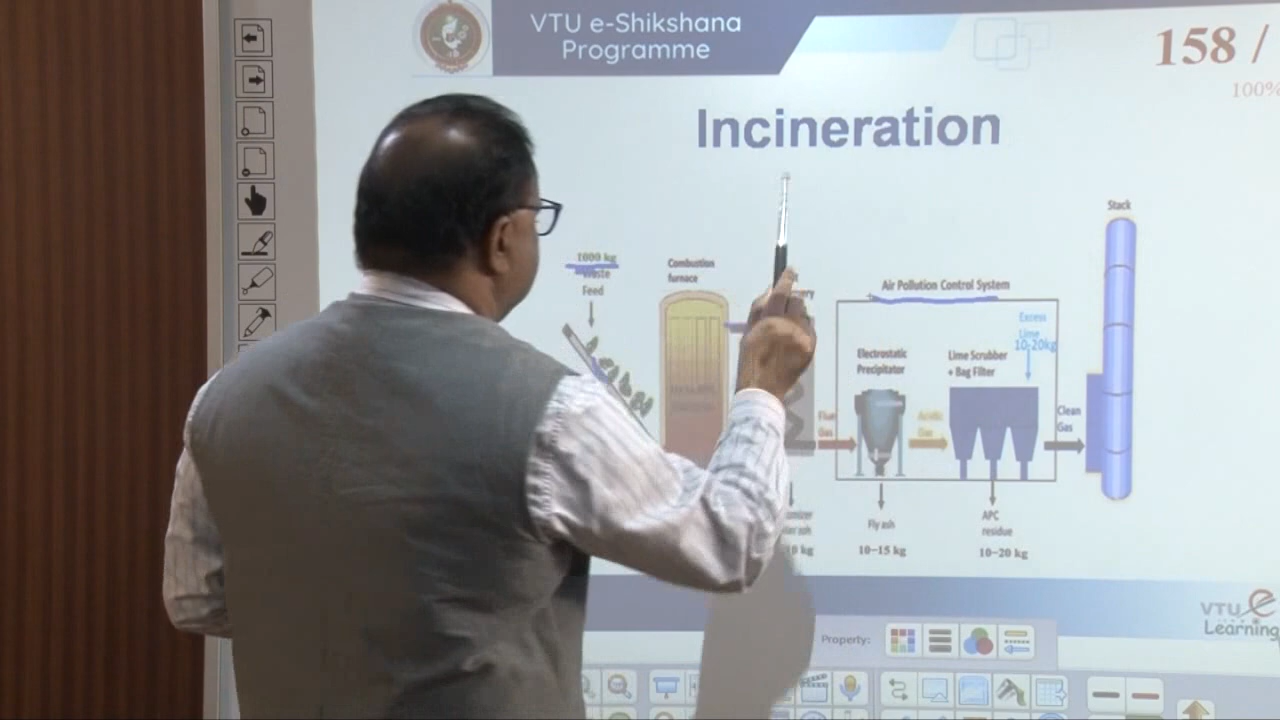 VTU e-Shikshana
Programme
158 /
100%
Incineration
Stack
1000 kg
Waste
Feed
Combustion
furnace
Air Pollution Control System
Excess
Lime
10-20kg
Electrostatic
Precipitator
Lime Scrubber
+ Bag Filter
Flue
Gas
Acidic
Gas
Clean
Gas
Fly ash
APC
residue
10-15 kg
10-20 kg
VTU e
Learning
Property: